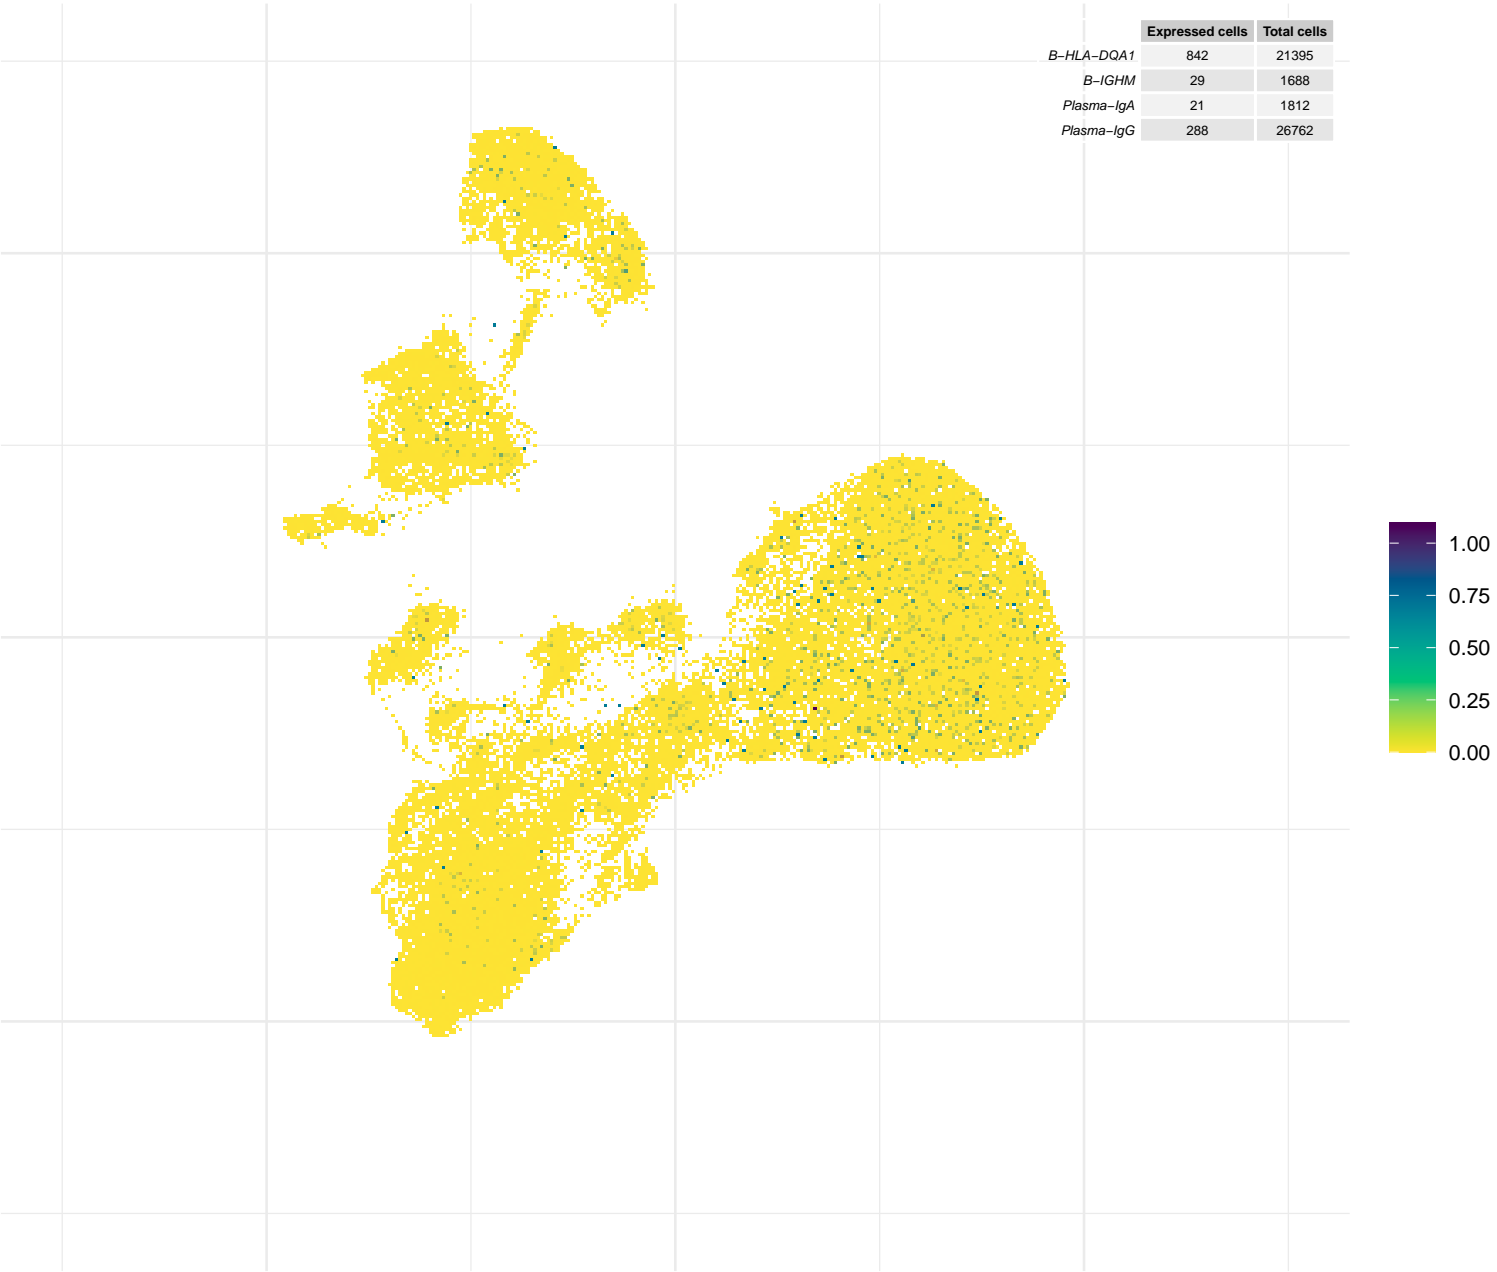 Expressed cells Total cells
B−HLA−DQA1 842 21395
B−IGHM 29 1688
Plasma−IgA 21 1812
Plasma−IgG 288 26762
1.00
0.75
0.50
0.25
0.00